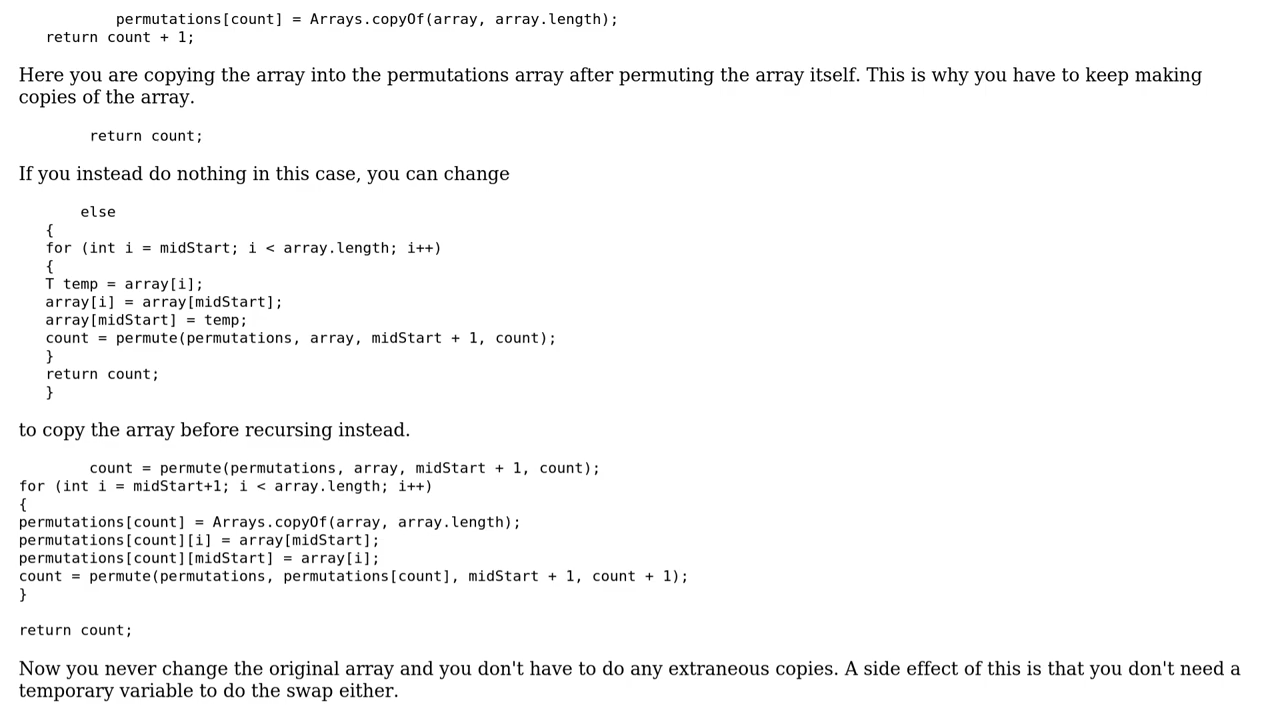 permutations[count] = Arrays.copyOf(array, array.length);
return count + 1;
Here you are copying the array into the permutations array after permuting the array itself. This is why you have to keep making
copies of the array.
return count;
If you instead do nothing in this case, you can change
else
{
for (int i = midStart; i < array.length; i++)
{
T temp = array[i];
array[i] = array[midStart];
array[midStart] = temp;
count = permute(permutations, array, midStart + 1, count);
}
return count;
}
to copy the array before recursing instead.
count = permute(permutations, array, midStart + 1, count);
for (int i = midStart+1; i < array.length; i++)
{
permutations[count] = Arrays.copyOf(array, array.length);
permutations[count][i] = array[midStart];
permutations[count][midStart] = array[i];
count = permute(permutations, permutations[count], midStart + 1, count + 1);
}
return count;
Now you never change the original array and you don't have to do any extraneous copies. A side effect of this is that you don't need a
temporary variable to do the swap either.